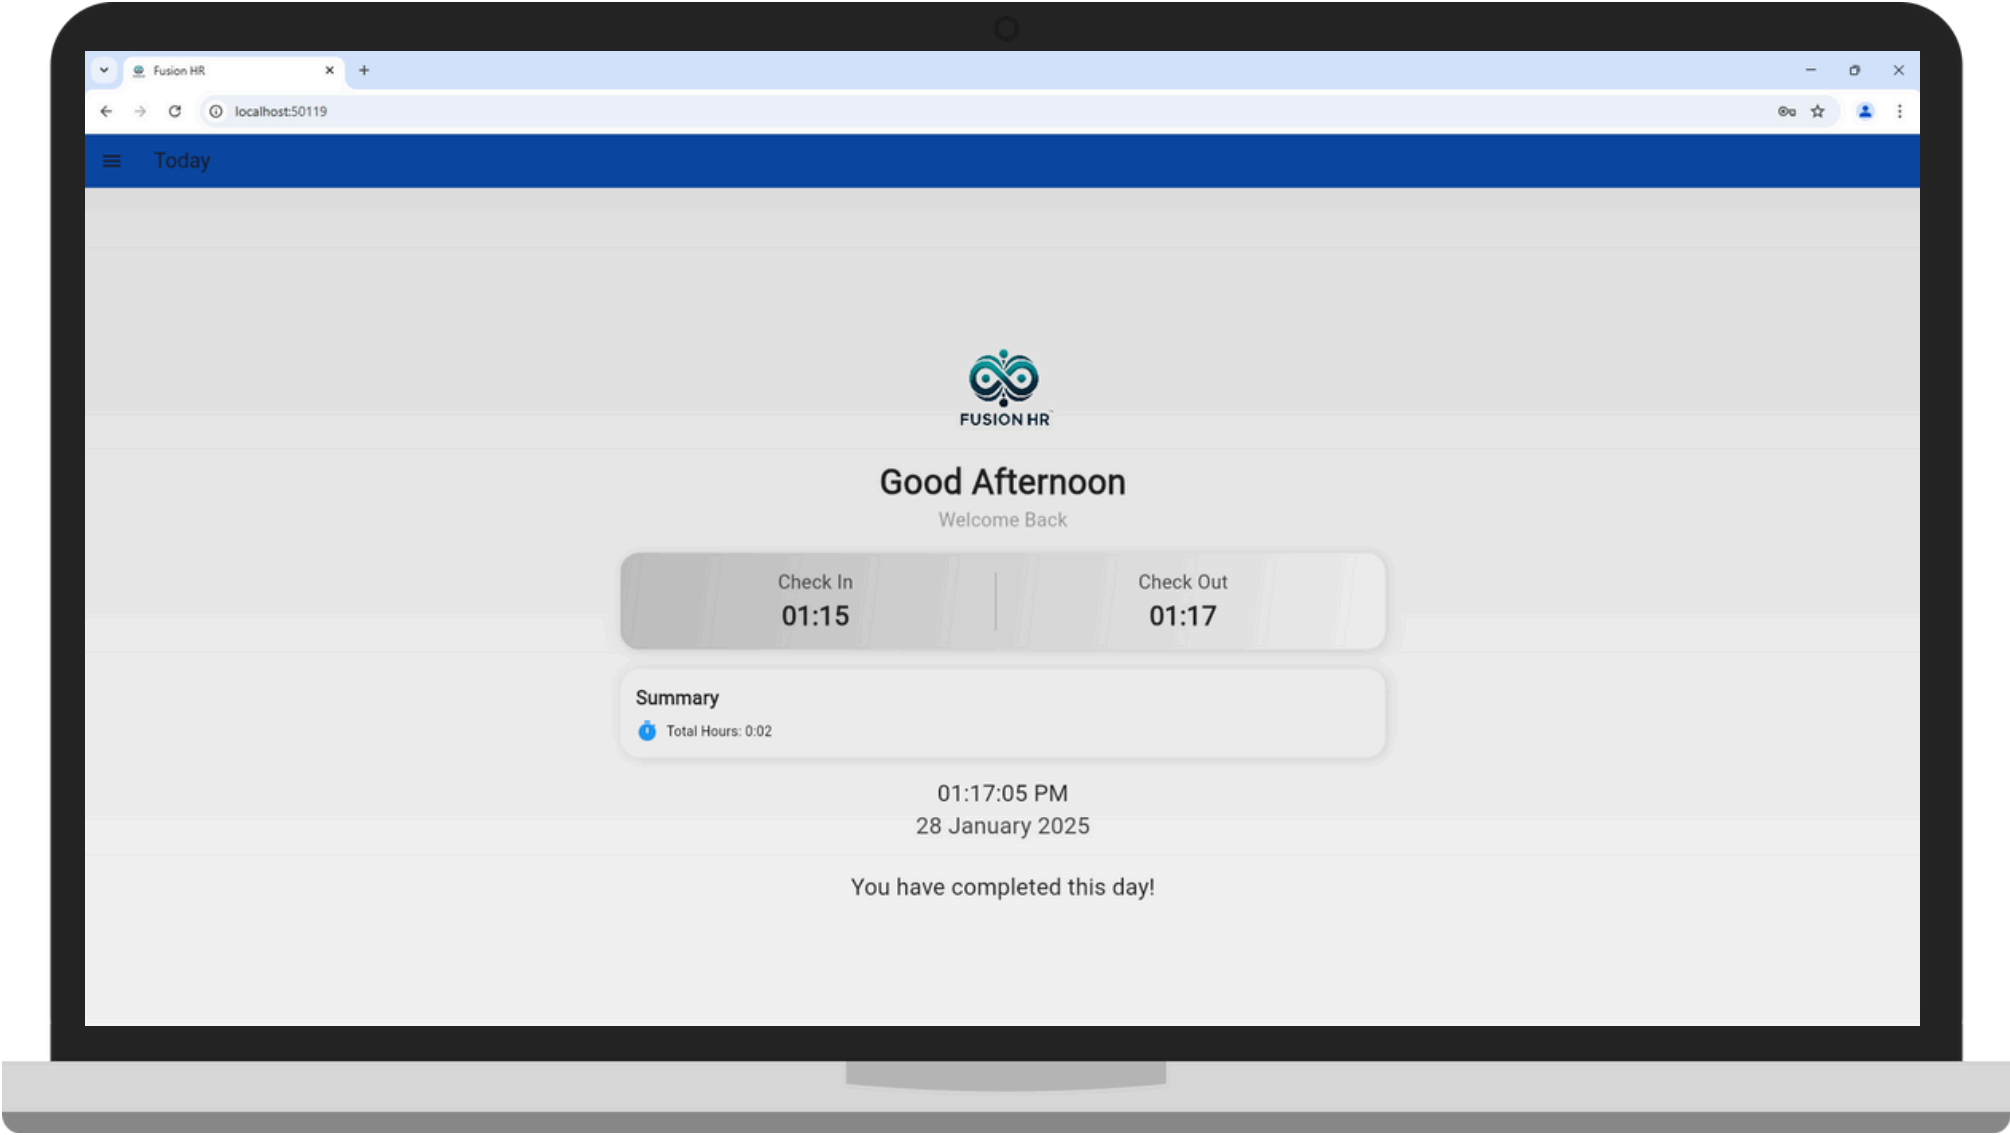 Fusion HR
localhost:50119
Today
FUSION HR
Good Afternoon
Welcome Back
Check In
Check Out
01:15
01:17
Summary
Total Hours: 0:02
01:17:05 PM
28 January 2025
You have completed this day!